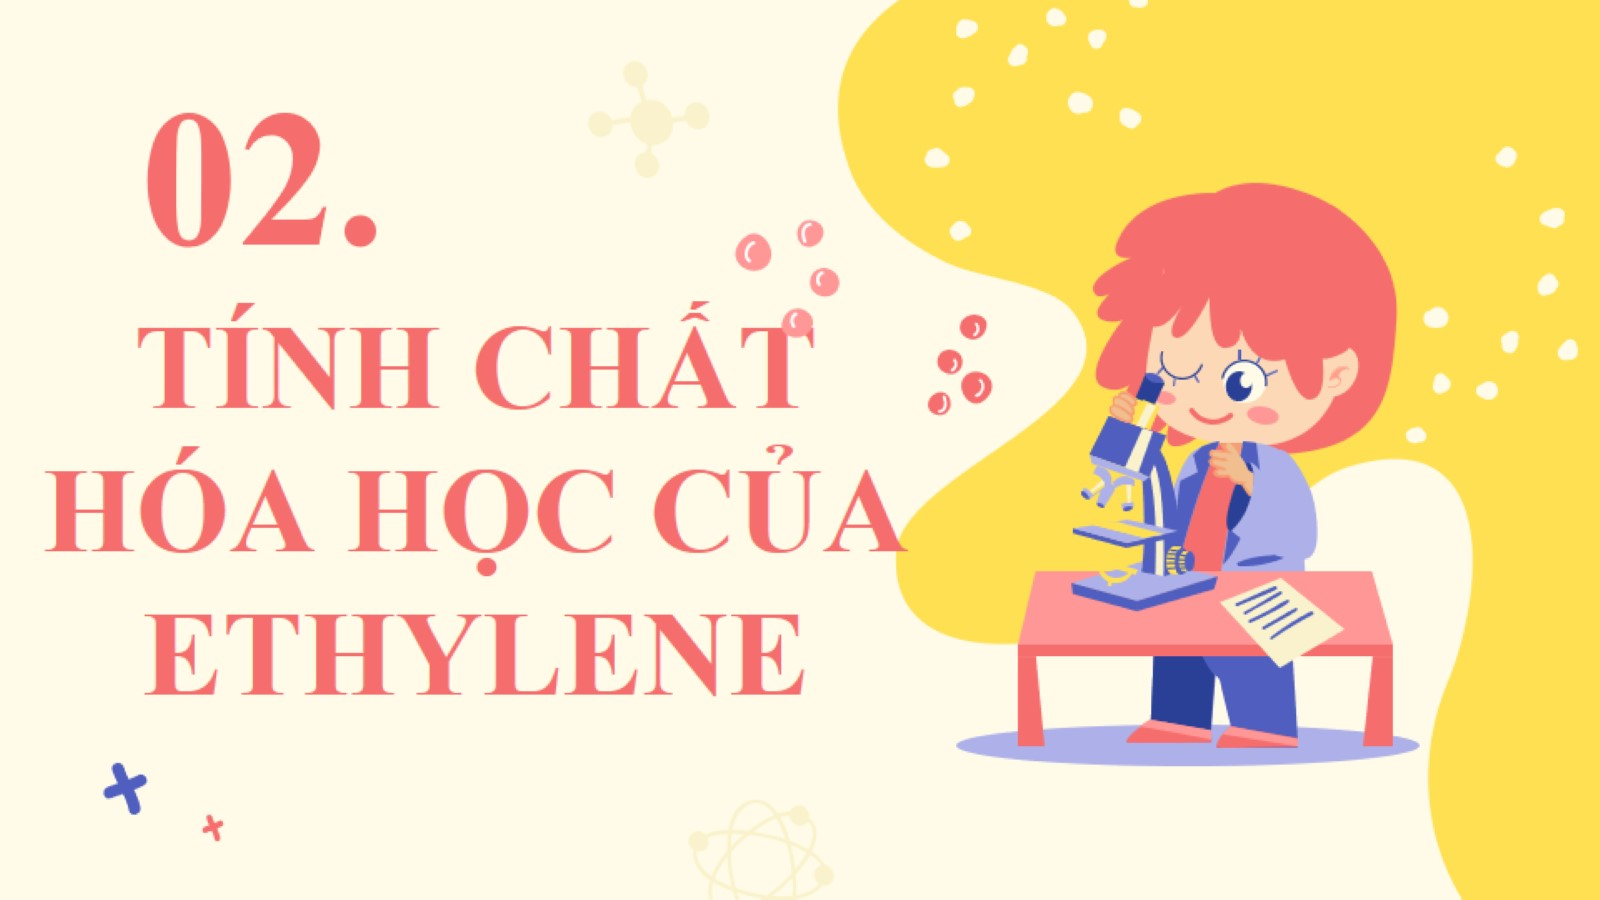 02.
TÍNH CHẤT
HÓA HỌC CỦA
ETHYLENE